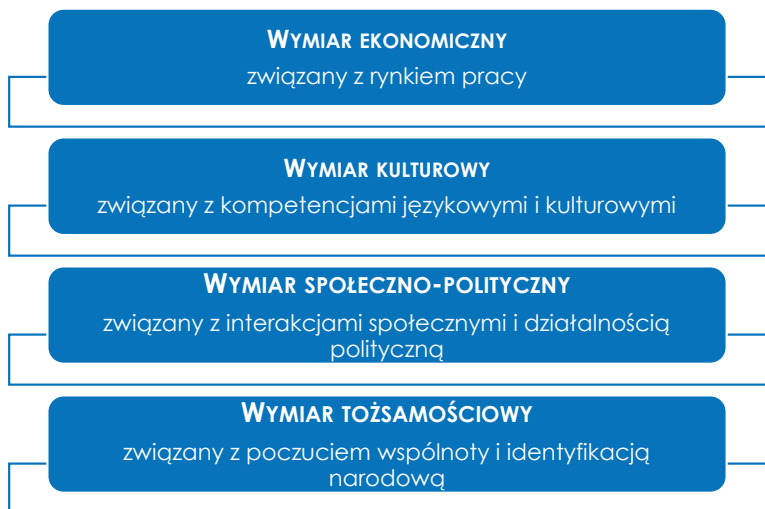 WYMIAR EKONOMICZNY
związany z rynkiem pracy
WYMIAR KULTUROWY
związany z kompetencjami językowymi i kulturowymi
WYMIAR SPOŁECZNO-POLITYCZNY
związany z interakcjami społecznymi i działalnością
polityczną
WYMIAR TOŻSAMOŚCIOWY
związany z poczuciem wspólnoty i identyfikacją
narodową